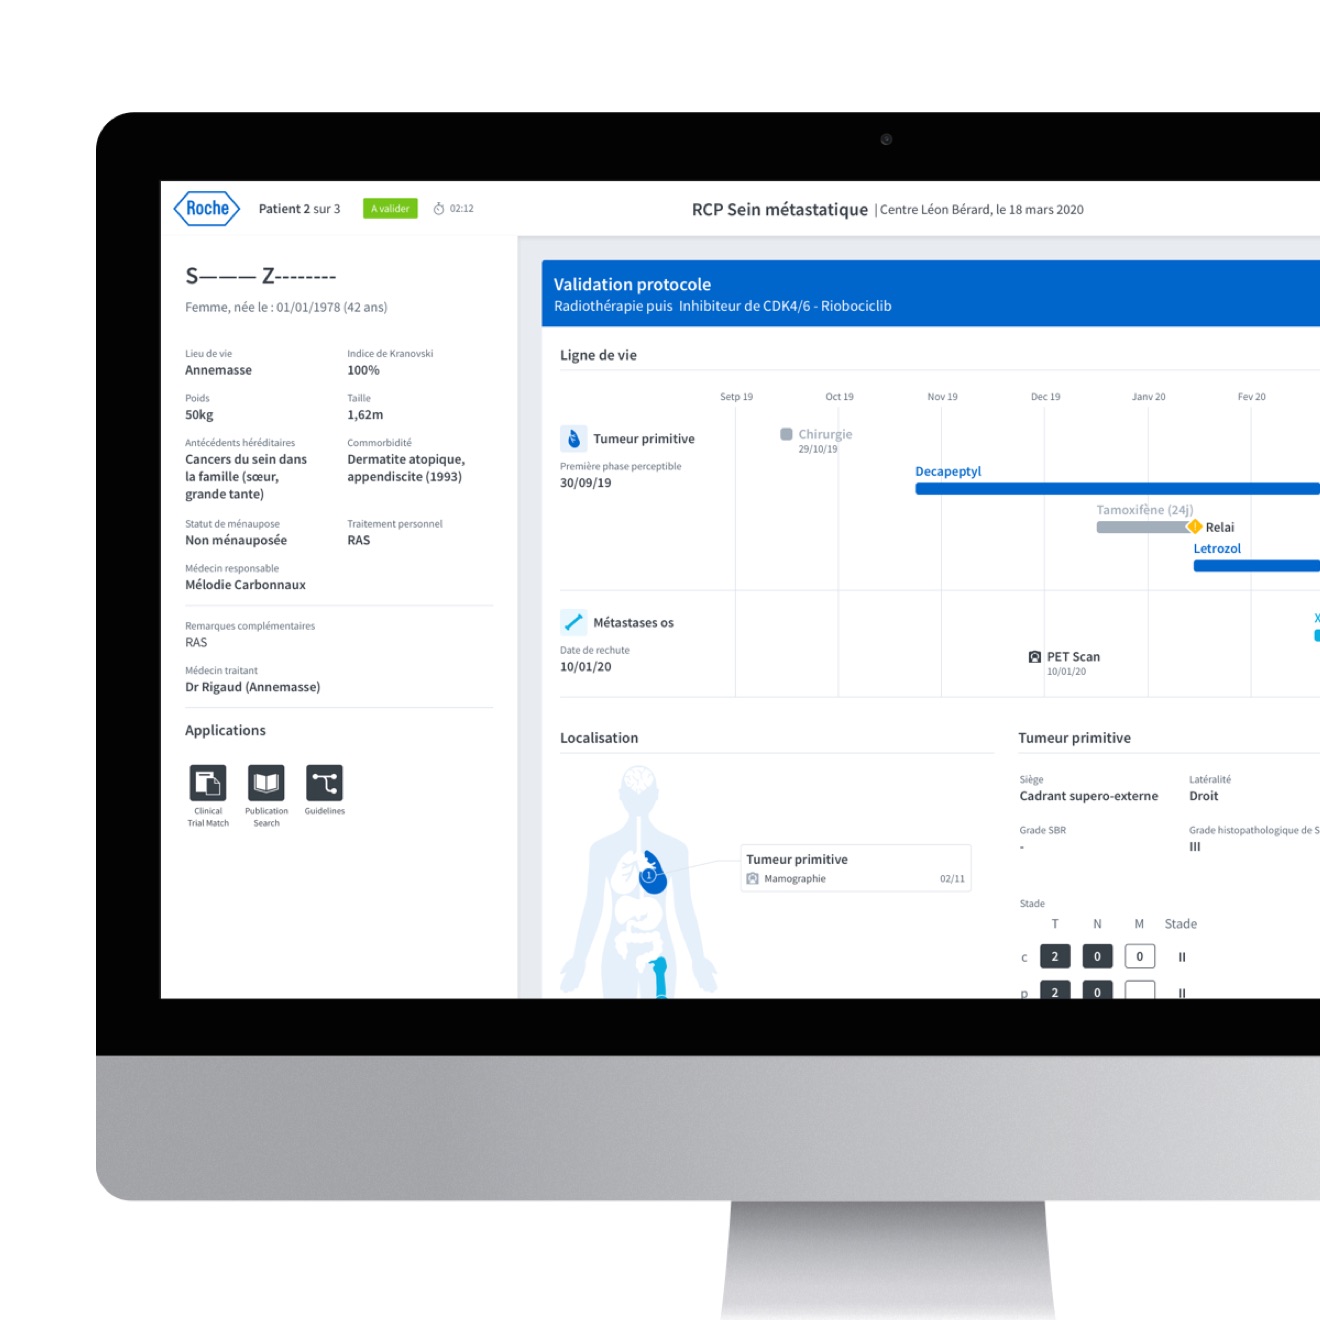 Roche
Patient 2 sur 3
A valider
02:12
RCP Sein métastatique | Centre Léon Bérard, le 18 mars 2020
S——— Z--------
Femme, née le : 01/01/1978 (42 ans)
Lieu de vie
Annemasse
Indice de Kranovski
100%
Poids
50kg
Taille
1,62m
Antécédents héréditaires
Cancers du sein dans
la famille (sœur,
grande tante)
Commorbidité
Dermatite atopique,
appendiscite (1993)
Statut de ménaupose
Non ménauposée
Traitement personnel
RAS
Médecin responsable
Mélodie Carbonnaux
Remarques complémentaires
RAS
Médecin traitant
Dr Rigaud (Annemasse)
Applications
Clinical
Trial Match
Publication
Search
Guidelines
Validation protocole
Radiothérapie puis Inhibiteur de CDK4/6 - Riobociclib
Ligne de vie
Setp 19
Oct 19
Nov 19
Dec 19
Janv 20
Fev 20
Tumeur primitive
Première phase perceptible
30/09/19
Chirurgie
29/10/19
Decapeptyl
Tamoxifène (24j)
Relai
Letrozol
Métastases os
Date de rechute
10/01/20
X
PET Scan
10/01/20
Localisation
1
Tumeur primitive
Mamographie
02/11
Tumeur primitive
Siège
Cadrant supero-externe
Latéralité
Droit
Grade SBR
-
Grade histopathologique de S
III
Stade
T N M Stade
c 2 0 0 II
p 2 0 II